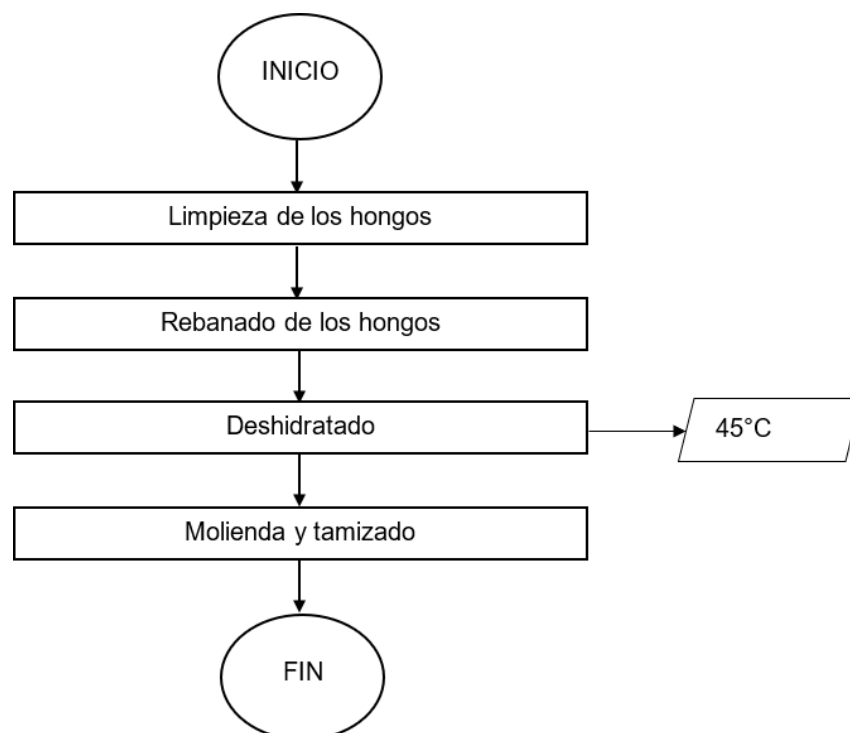 INICIO
Limpieza de los hongos
Rebanado de los hongos
Deshidratado
45°C
Molienda y tamizado
FIN